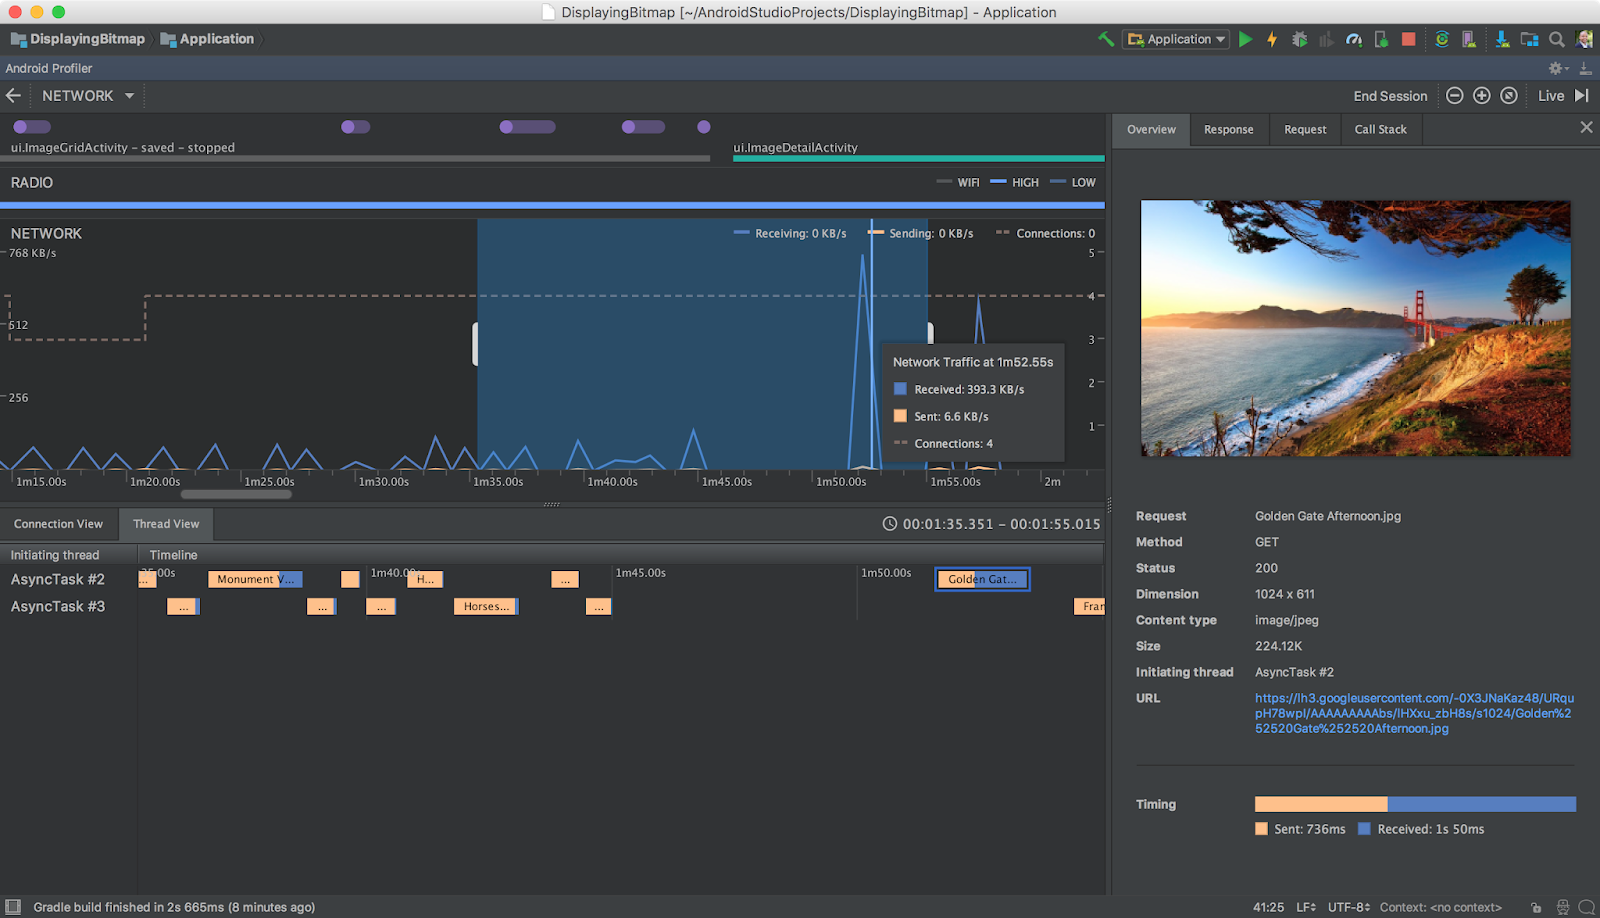 DisplayingBitmap [~/AndroidStudioProjects/DisplayingBitmap] - Application
DisplayingBitmap
Application
Application
Android Profiler
NETWORK
End Session
Live
ui.ImageGridActivity – saved – stopped
ui.ImageDetailActivity
RADIO
WIFI
HIGH
LOW
NETWORK
Receiving: 0 KB/s
Sending: 0 KB/s
Connections: 0
768 KB/s
512
256
5
4
3
2
1
Network Traffic at 1m52.55s
Received: 393.3 KB/s
Sent: 6.6 KB/s
Connections: 4
1m15.00s
1m20.00s
1m25.00s
1m30.00s
1m35.00s
1m40.00s
1m45.00s
1m50.00s
1m55.00s
2m
Connection View
Thread View
00:01:35.351 – 00:01:55.015
Initiating thread
Timeline
35.00s
1m40.00s
1m45.00s
1m50.00s
AsyncTask #2
...
Monument V...
H...
...
Golden Gat...
AsyncTask #3
...
...
...
Horses...
...
Fran
Overview
Response
Request
Call Stack
Request
Golden Gate Afternoon.jpg
Method
GET
Status
200
Dimension
1024 x 611
Content type
image/jpeg
Size
224.12K
Initiating thread
AsyncTask #2
URL
https://lh3.googleusercontent.com/-0X3JNaKaz48/URqu
pH78wpI/AAAAAAAAAbs/lHXxu_zbH8s/s1024/Golden%2
52520Gate%252520Afternoon.jpg
Timing
Sent: 736ms
Received: 1s 50ms
Gradle build finished in 2s 665ms (8 minutes ago)
41:25
LF
UTF-8
Context: <no context>